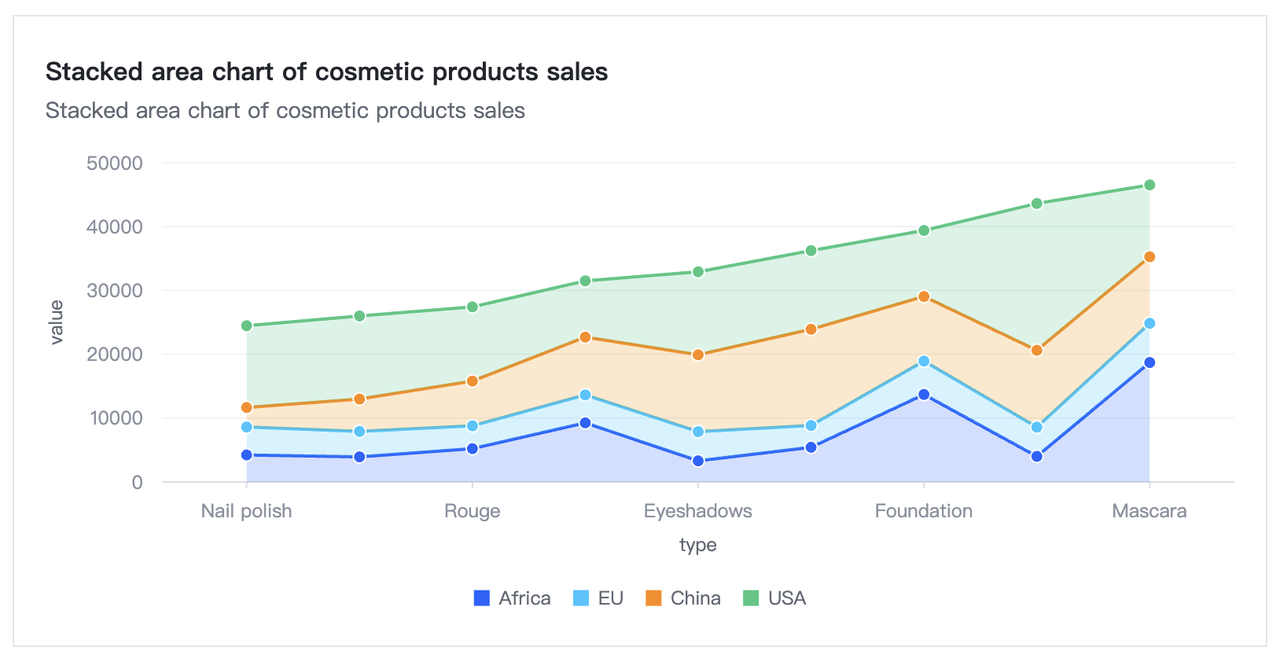 Stacked area chart of cosmetic products sales
Stacked area chart of cosmetic products sales
50000
40000
30000
20000
10000
0
value
Nail polish Rouge Eyeshadows Foundation Mascara
type
Africa EU China USA